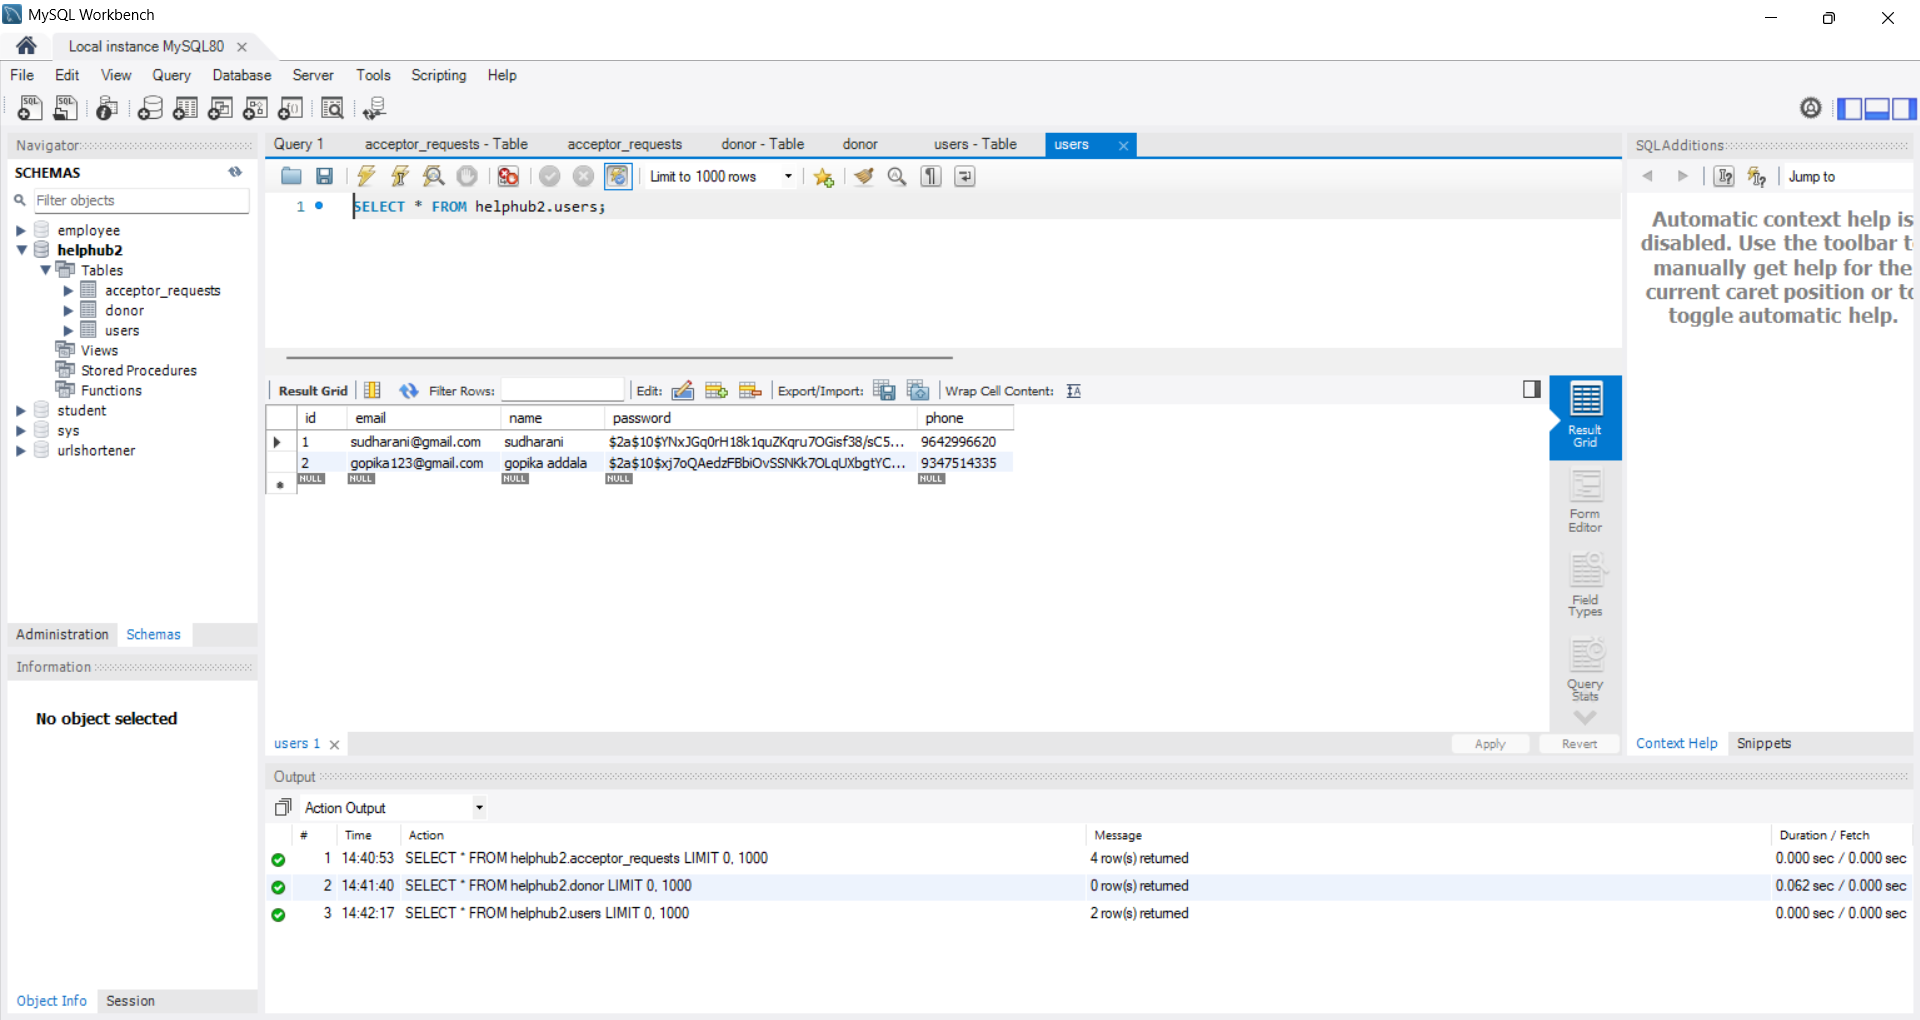 MySQL Workbench
Local instance MySQL80
File Edit View Query Database Server Tools Scripting Help
Navigator
SCHEMAS
Filter objects
employee
helphub2
Tables
acceptor_requests
donor
users
Views
Stored Procedures
Functions
student
sys
urlshortener
Administration Schemas
Information
No object selected
Object Info Session
Query 1 acceptor_requests - Table acceptor_requests donor - Table donor users - Table users
Limit to 1000 rows
1 SELECT * FROM helphub2.users;
Result Grid Filter Rows: Edit: Export/Import: Wrap Cell Content:
id email name password phone
1 sudharani@gmail.com sudharani $2a$10$YNxJGq0rH18k1quZKqru7OGisf38/sC5... 9642996620
2 gopika123@gmail.com gopika addala $2a$10$xj7oQAedzFBbiOvSSNKk7OLqUXbgtYC... 9347514335
NULL NULL NULL NULL NULL
Result
Grid
Form
Editor
Field
Types
Query
Stats
users 1
Apply Revert
SQLAdditions
Jump to
Automatic context help is
disabled. Use the toolbar t
manually get help for the
current caret position or to
toggle automatic help.
Context Help Snippets
Output
Action Output
# Time Action Message Duration / Fetch
1 14:40:53 SELECT * FROM helphub2.acceptor_requests LIMIT 0, 1000 4 row(s) returned 0.000 sec / 0.000 sec
2 14:41:40 SELECT * FROM helphub2.donor LIMIT 0, 1000 0 row(s) returned 0.062 sec / 0.000 sec
3 14:42:17 SELECT * FROM helphub2.users LIMIT 0, 1000 2 row(s) returned 0.000 sec / 0.000 sec